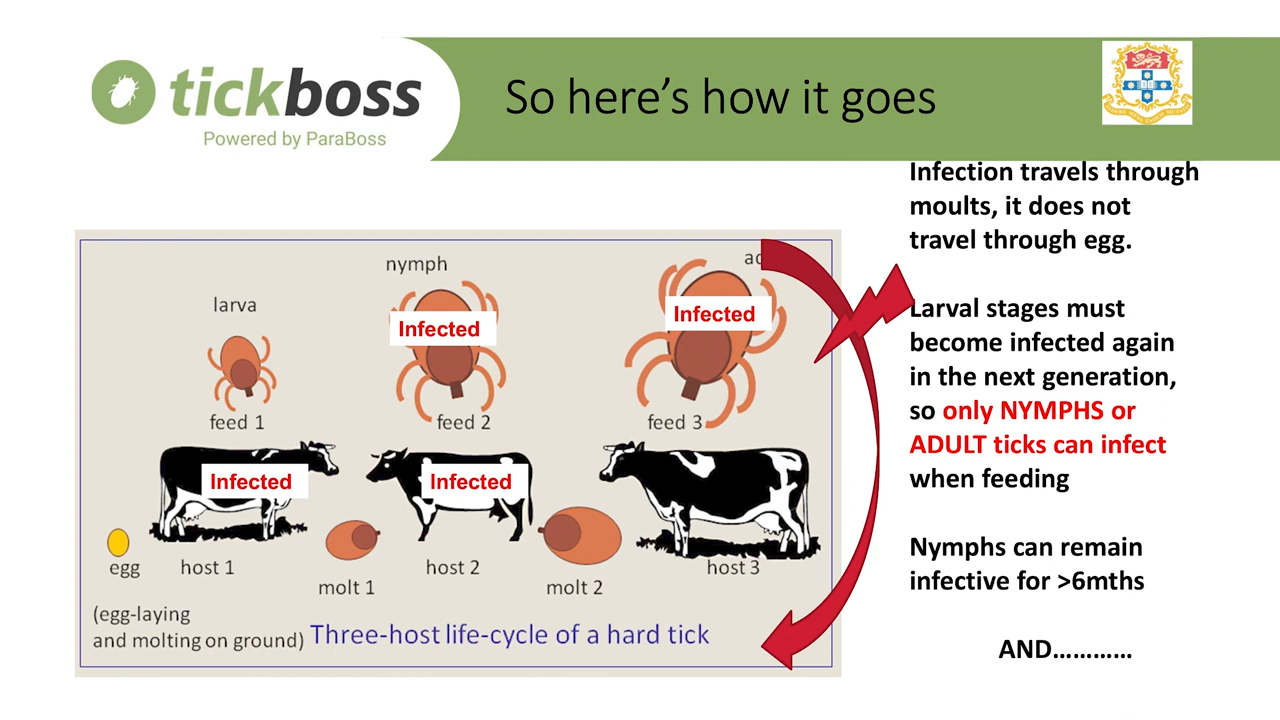 tickboss
Powered by ParaBoss
So here's how it goes
Infection travels through
moults, it does not
travel through egg.
Larval stages must
become infected again
in the next generation,
so only NYMPHS or
ADULT ticks can infect
when feeding
Nymphs can remain
infective for >6mths
AND…………
larva
nymph
ad
Infected
Infected
feed 1
feed 2
feed 3
Infected
Infected
egg
host 1
molt 1
host 2
molt 2
host 3
(egg-laying
and molting on ground)
Three-host life-cycle of a hard tick